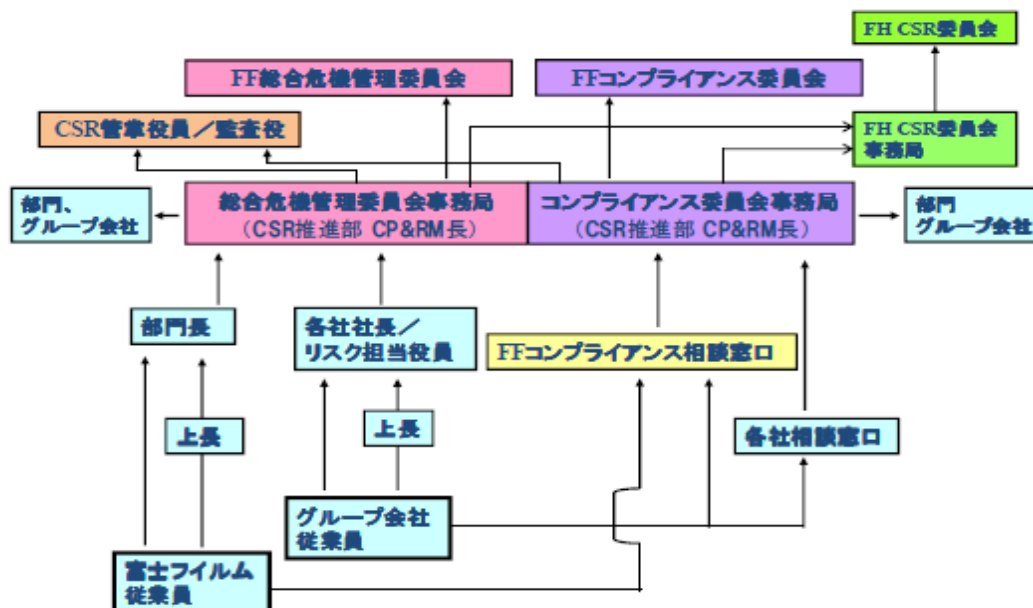 FH CSR委員会
FF総合危機管理委員会
FFコンプライアンス委員会
CSR管掌役員／監査役
FH CSR委員会
事務局
部門、
グループ会社
総合危機管理委員会事務局
（CSR推進部 CP&RM長）
コンプライアンス委員会事務局
（CSR推進部 CP&RM長）
部門
グループ会社
部門長
各社社長／
リスク担当役員
FFコンプライアンス相談窓口
上長
上長
各社相談窓口
グループ会社
従業員
富士フイルム
従業員